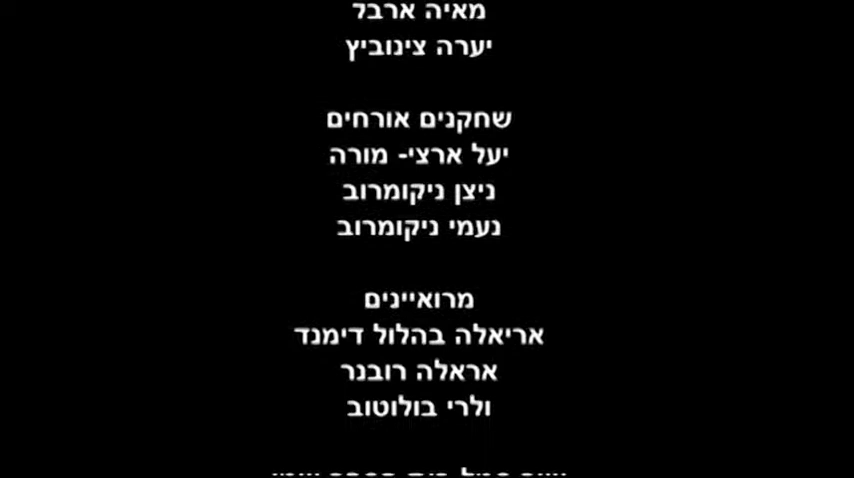 מאיה ארבל
יערה צינוביץ
שחקנים אורחים
יעל ארצי- מורה
ניצן ניקומרוב
נעמי ניקומרוב
מרואיינים
אריאלה בהלול דימנד
אראלה רובנר
ולרי בולוטוב